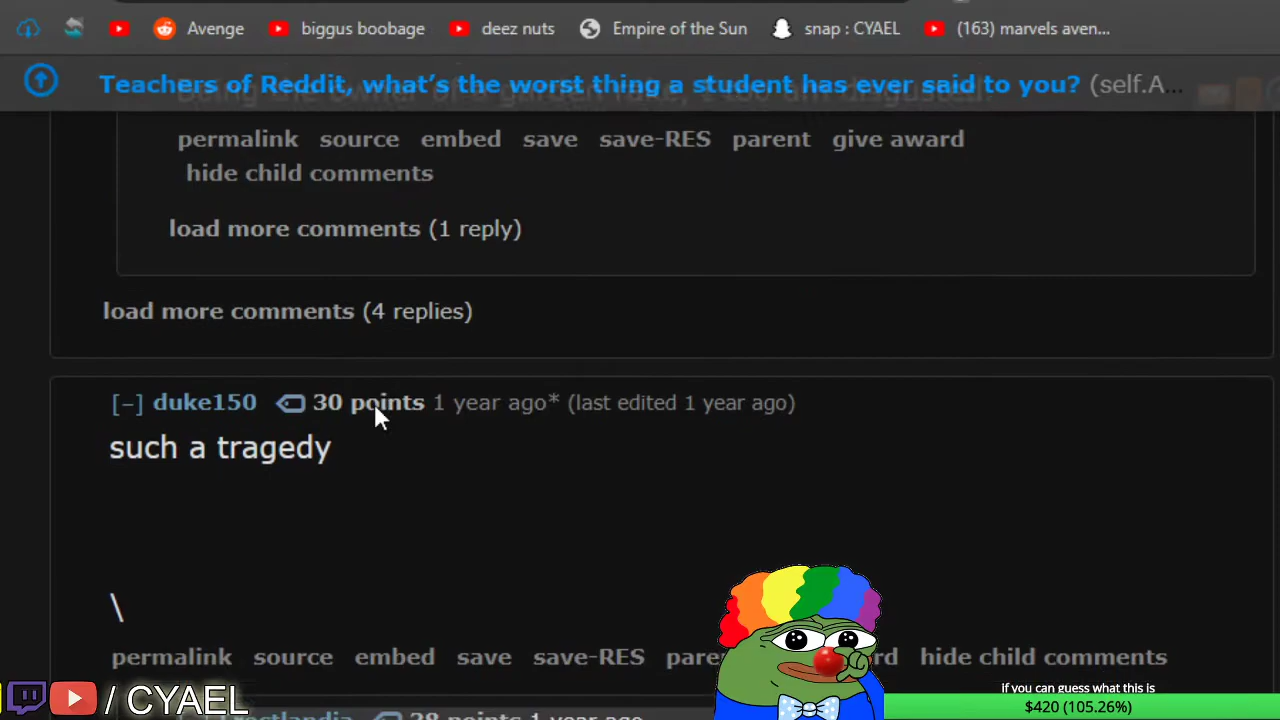 Avenge biggus boobage deez nuts Empire of the Sun snap : CYAEL (163) marvels aven...
Teachers of Reddit, what's the worst thing a student has ever said to you? (self.A...
permalink source embed save save-RES parent give award
hide child comments
load more comments (1 reply)
load more comments (4 replies)
[–] duke150 30 points 1 year ago* (last edited 1 year ago)
such a tragedy
\
permalink source embed save save-RES hide child comments
if you can guess what this is
/ CYAEL
$420 (105.26%)